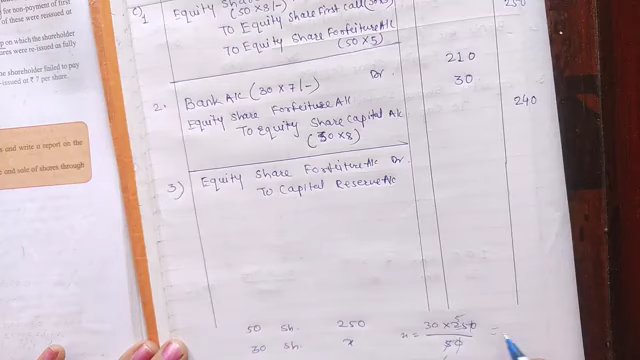 for non-payment of first
of these were reissued at
up on which the shareholder
were re-issued as fully
the shareholder failed to pay
-issued at ₹ 7 per share.
and write a report on the
and sale of shares through
1 Equity Sha
(50 x 8/-)
To Equity Share First Call
To Equity Share Forfeiture A/c
(50 x 5)
250
2. Bank A/c (30 x 7/-) Dr. 210
Equity Share Forfeiture A/c 30
To Equity Share Capital A/c 240
(30 x 8)
3) Equity Share Forfeiture A/c Dr.
To Capital Reserve A/c
50 sh. 250
30 sh. x
x = 30 x 250 / 50 =